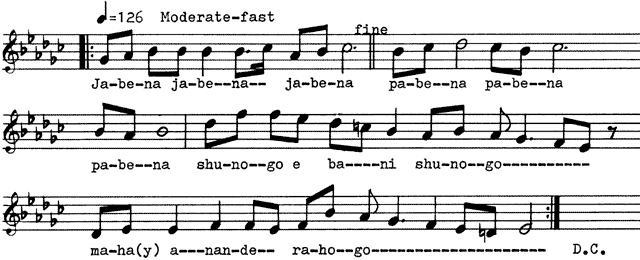 ♩=126 Moderate-fast
fine
Ja-be-na ja-be--na-- ja-be-na pa-be--na pa-be--na
pa-be--na shu-no--go e ba----ni shu-no--go----------
ma-ha(y) a---nan-de-- ra-ho--go-------------------- D.C.